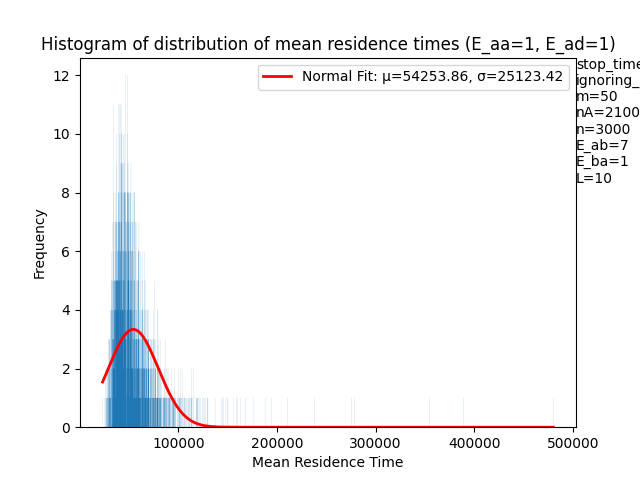 Histogram of distribution of mean residence times (E_aa=1, E_ad=1)
Normal Fit: μ=54253.86, σ=25123.42
stop_time
ignoring_
m=50
nA=2100
n=3000
E_ab=7
E_ba=1
L=10
12
10
8
6
4
2
0
Frequency
100000 200000 300000 400000 500000
Mean Residence Time